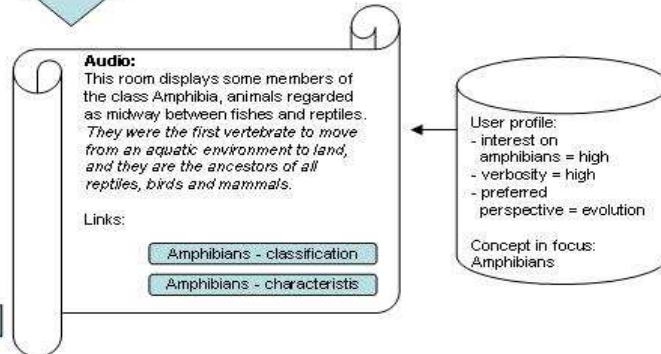 Audio:
This room displays some members of
the class Amphibia, animals regarded
as midway between fishes and reptiles.
They were the first vertebrate to move
from an aquatic environment to land,
and they are the ancestors of all
reptiles, birds and mammals.
Links:
Amphibians - classification
Amphibians - characteristis
User profile:
- interest on
amphibians = high
- verbosity = high
- preferred
perspective = evolution
Concept in focus:
Amphibians